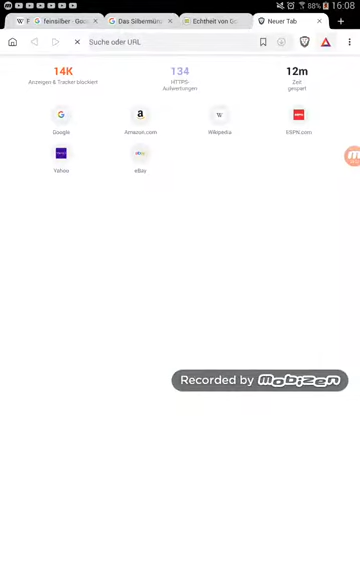 88% 16:08
feinsilber - Goo
Das Silbermün
Echtheit von Go
Neuer Tab
Suche oder URL
14K
134
12m
Anzeigen & Tracker blockiert
HTTPS-
Aufwertungen
Zeit
gespart
Google
Amazon.com
Wikipedia
ESPN.com
Yahoo
eBay
Recorded by mobizen